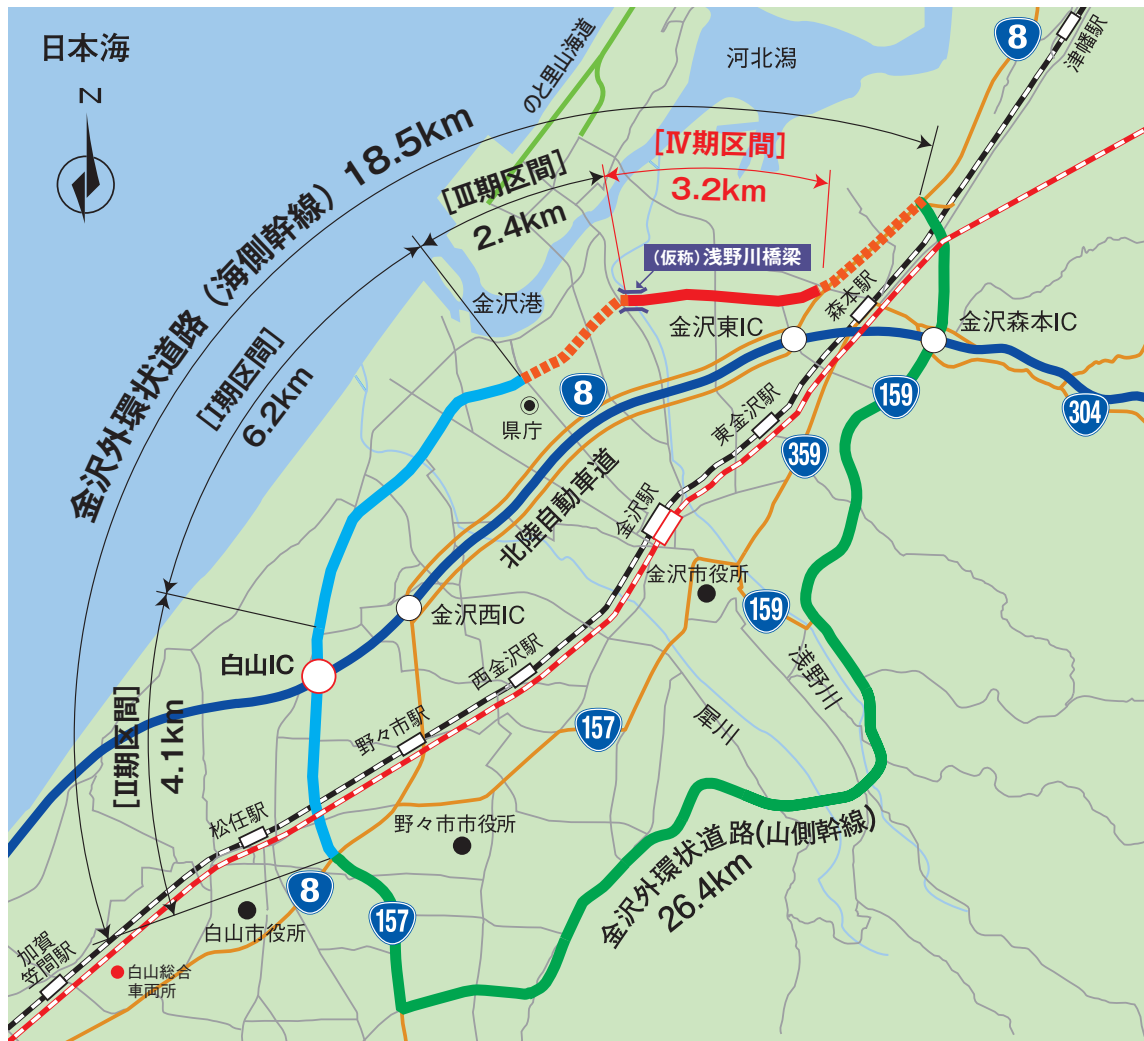 日本海
Z
のと里山海道
河北潟
8
津幡駅
金沢外環状道路（海側幹線）18.5km
[Ⅳ期区間]
3.2km
[Ⅲ期区間]
2.4km
（仮称）浅野川橋梁
金沢港
金沢東IC
森本駅
金沢森本IC
[Ⅰ期区間]
6.2km
県庁
8
159
304
東金沢駅
359
北陸自動車道
金沢駅
金沢市役所
金沢西IC
159
白山IC
西金沢駅
浅野川
犀川
[Ⅱ期区間]
4.1km
野々市駅
157
松任駅
野々市市役所
金沢外環状道路(山側幹線)
26.4km
8
157
白山市役所
加賀
笠間駅
白山総合
車両所